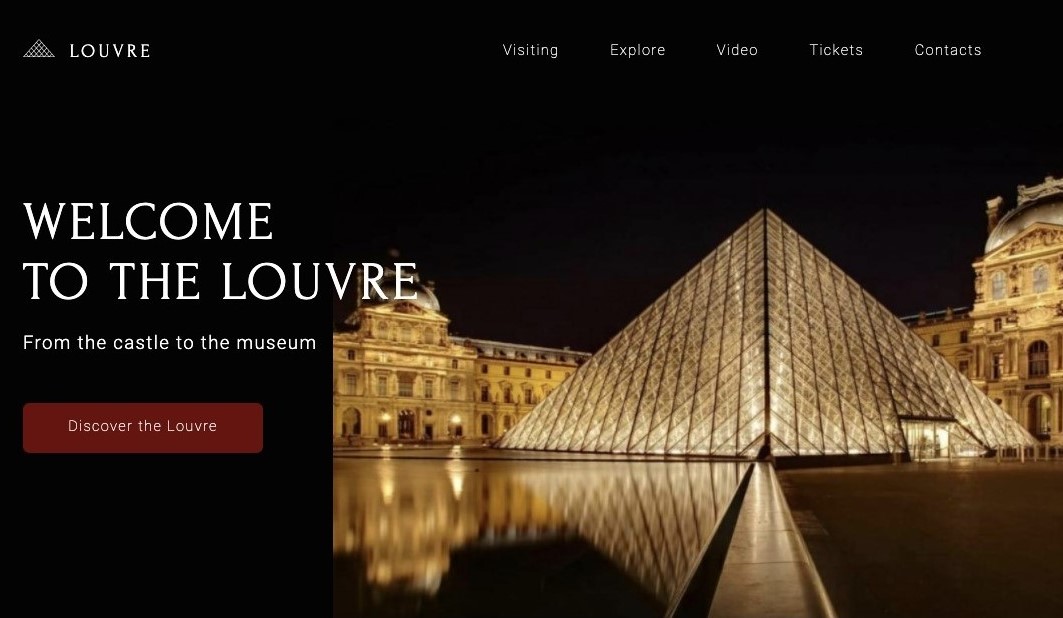 LOUVRE
Visiting Explore Video Tickets Contacts
WELCOME
TO THE LOUVRE
From the castle to the museum
Discover the Louvre